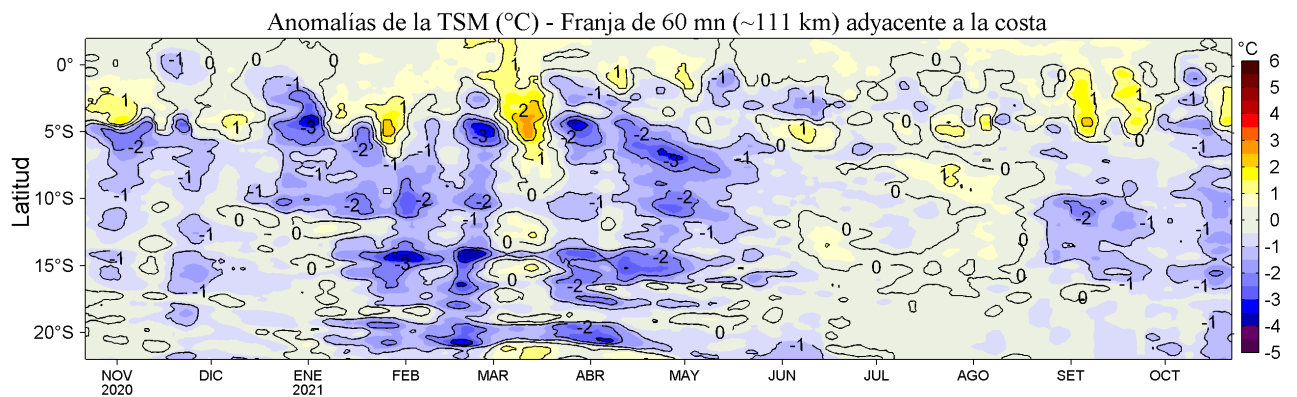 Anomalías de la TSM (°C) - Franja de 60 mn (~111 km) adyacente a la costa
°C
6
5
4
3
2
1
0
-1
-2
-3
-4
-5
Latitud
0°
5°S
10°S
15°S
20°S
NOV DIC ENE FEB MAR ABR MAY JUN JUL AGO SET OCT
2020 2021